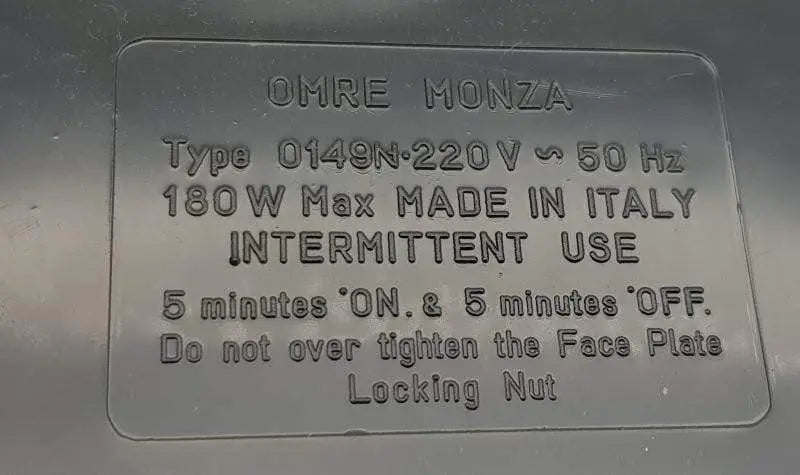 OMRE MONZA
Type 0149N·220V ~ 50 Hz
180W Max MADE IN ITALY
INTERMITTENT USE
5 minutes 'ON. & 5 minutes 'OFF.
Do not over tighten the Face Plate
Locking Nut